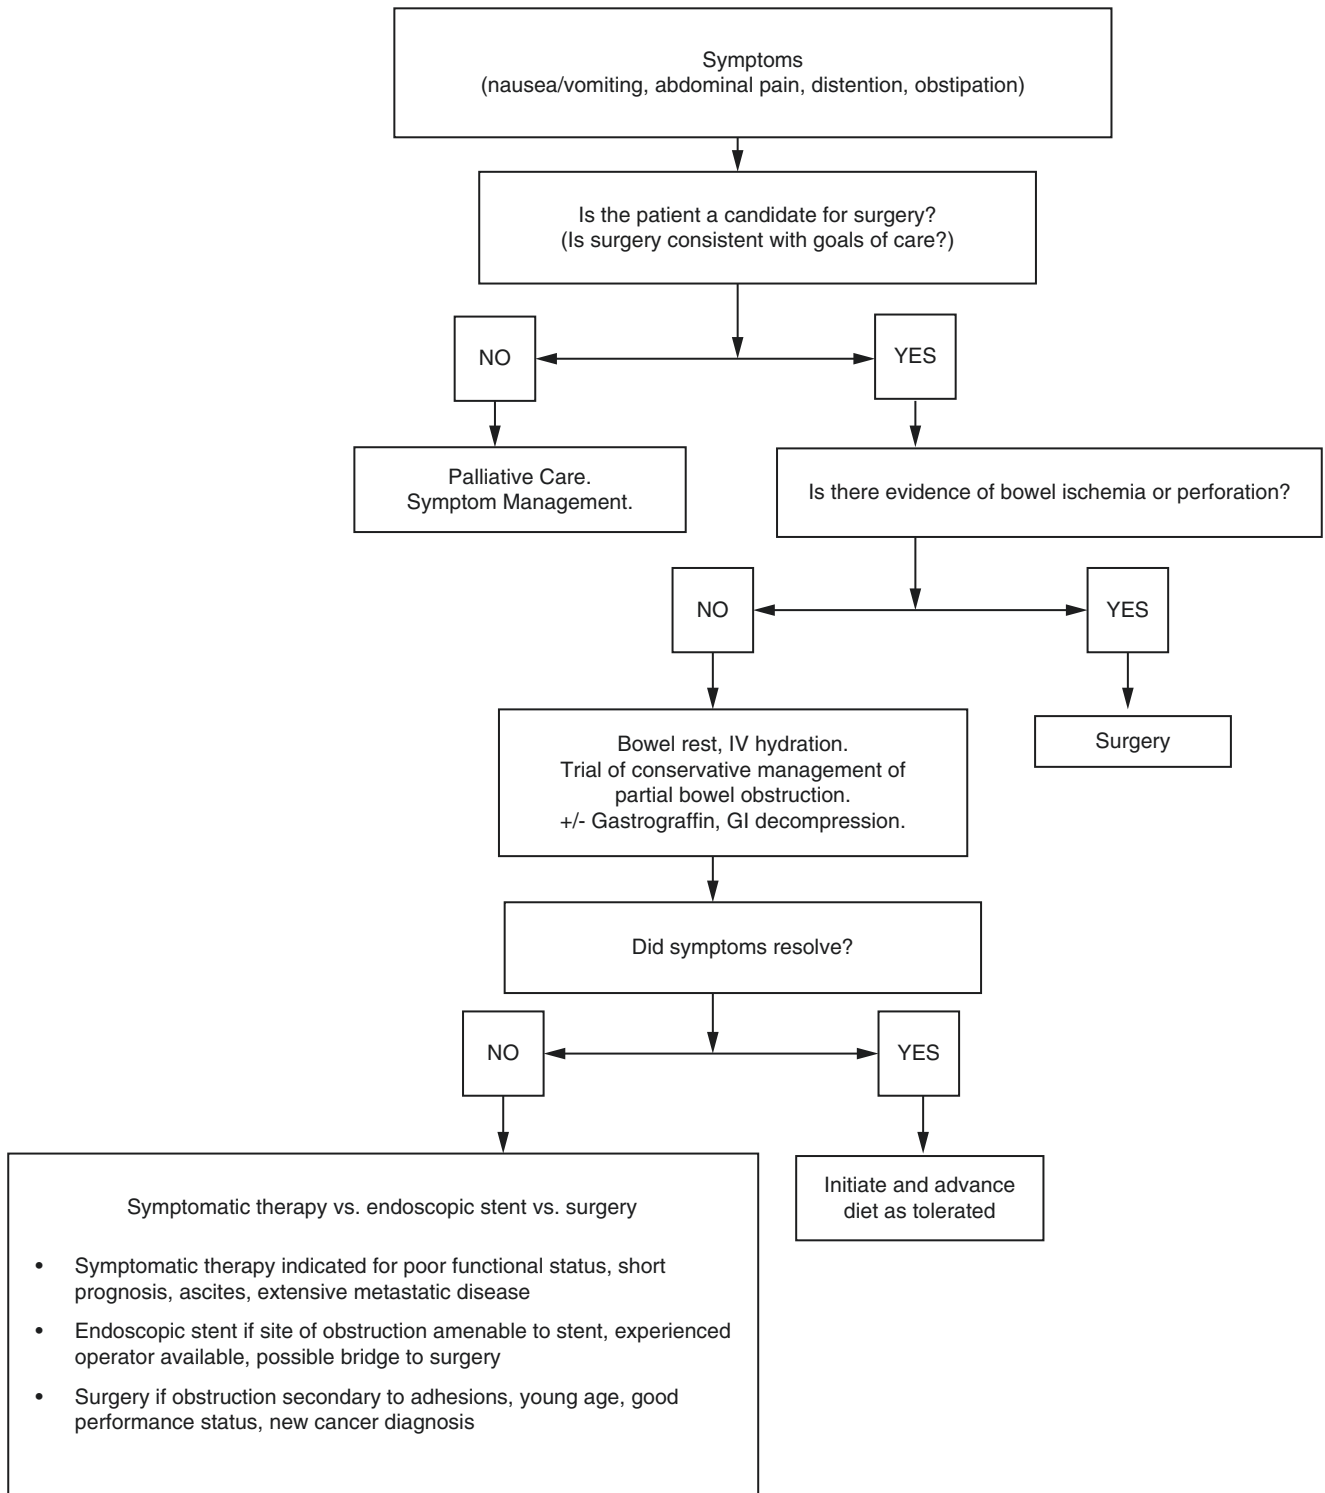 Symptoms
(nausea/vomiting, abdominal pain, distention, obstipation)
Is the patient a candidate for surgery?
(Is surgery consistent with goals of care?)
NO
YES
Palliative Care.
Symptom Management.
Is there evidence of bowel ischemia or perforation?
NO
YES
Bowel rest, IV hydration.
Trial of conservative management of
partial bowel obstruction.
+/- Gastrograffin, GI decompression.
Surgery
Did symptoms resolve?
NO
YES
Symptomatic therapy vs. endoscopic stent vs. surgery
• Symptomatic therapy indicated for poor functional status, short
prognosis, ascites, extensive metastatic disease
• Endoscopic stent if site of obstruction amenable to stent, experienced
operator available, possible bridge to surgery
• Surgery if obstruction secondary to adhesions, young age, good
performance status, new cancer diagnosis
Initiate and advance
diet as tolerated